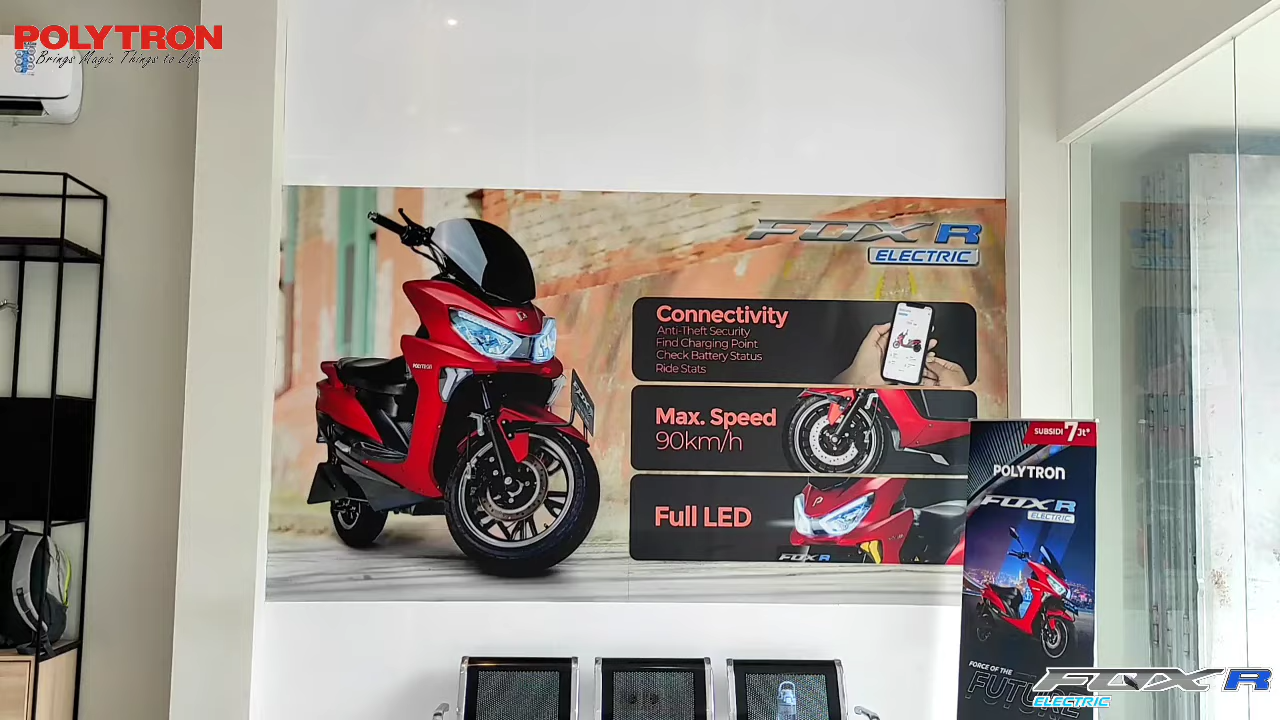 POLYTRON
Brings Magic Things to Life
FOX R
ELECTRIC
Connectivity
Anti-Theft Security
Find Charging Point
Check Battery Status
Ride Stats
POLYTRON
Max. Speed
90km/h
Full LED
FOX R
SUBSIDI 7Jt*
POLYTRON
FOX R
ELECTRIC
FORCE OF THE
FUTURE
FOX R
ELECTRIC